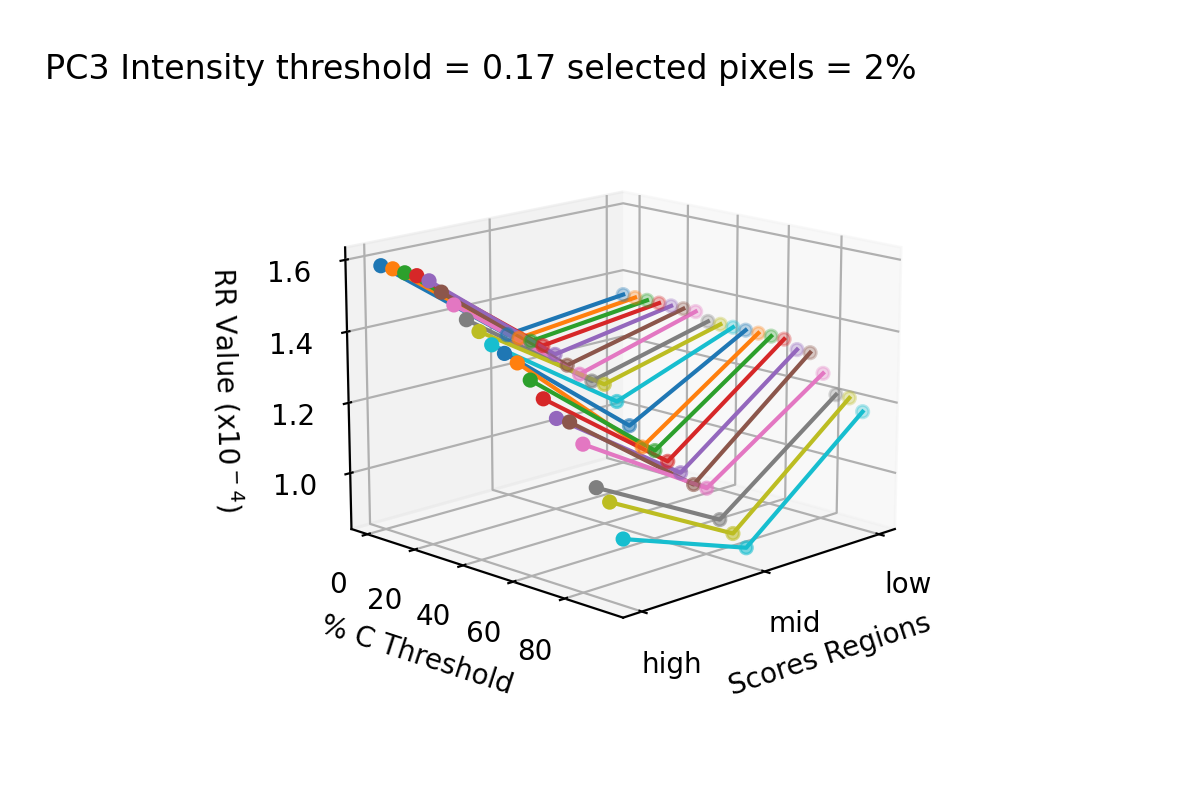 PC3 Intensity threshold = 0.17 selected pixels = 2%
RR Value (x10⁻⁴)
1.6
1.4
1.2
1.0
0
20
40
60
80
% C Threshold
high
mid
low
Scores Regions